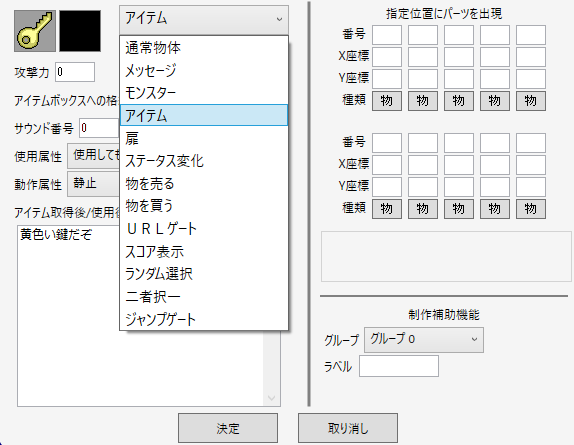 アイテム
通常物体
メッセージ
モンスター
アイテム
扉
ステータス変化
物を売る
物を買う
ＵＲＬゲート
スコア表示
ランダム選択
二者択一
ジャンプゲート
攻撃力 0
アイテムボックスへの格
サウンド番号 0
使用属性 使用しても
動作属性 静止
アイテム取得後/使用後
黄色い鍵だぞ
指定位置にパーツを出現
番号
X座標
Y座標
種類 物 物 物 物 物
番号
X座標
Y座標
種類 物 物 物 物 物
制作補助機能
グループ グループ 0
ラベル
決定 取り消し